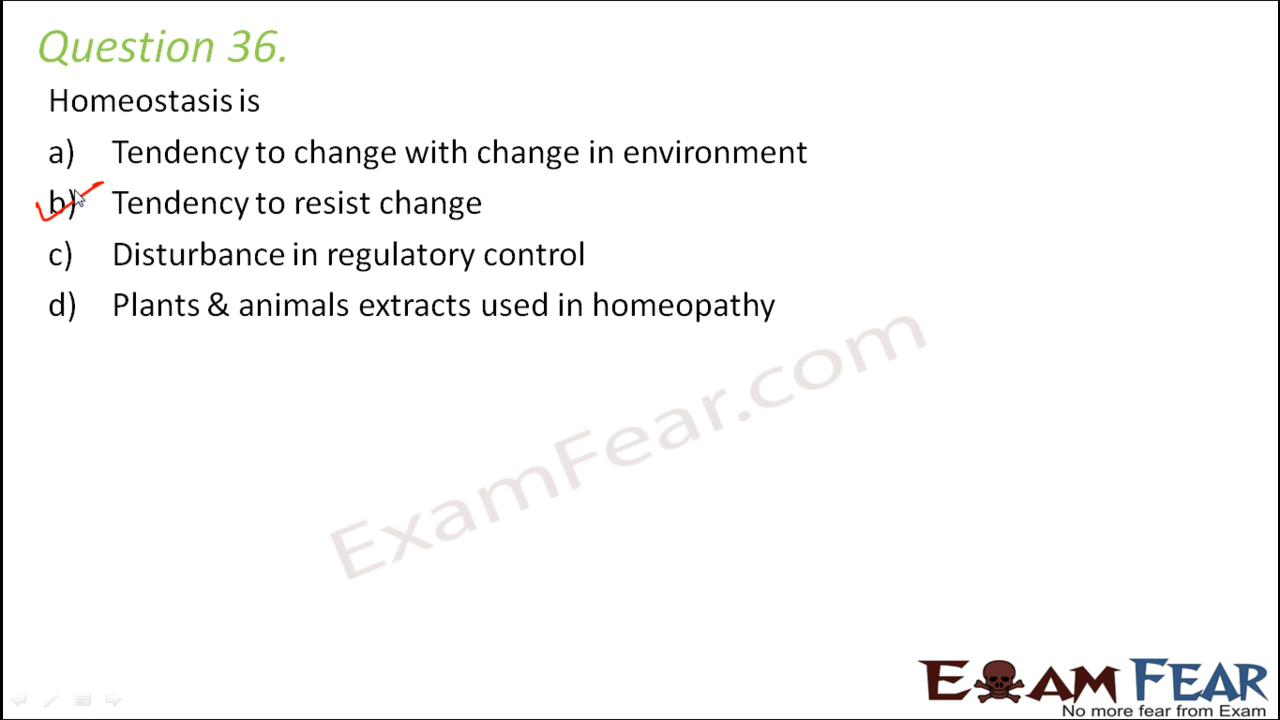 Question 36.
Homeostasis is
a) Tendency to change with change in environment
b) Tendency to resist change
c) Disturbance in regulatory control
d) Plants & animals extracts used in homeopathy
ExamFear.com
EXAM FEAR
No more fear from Exam